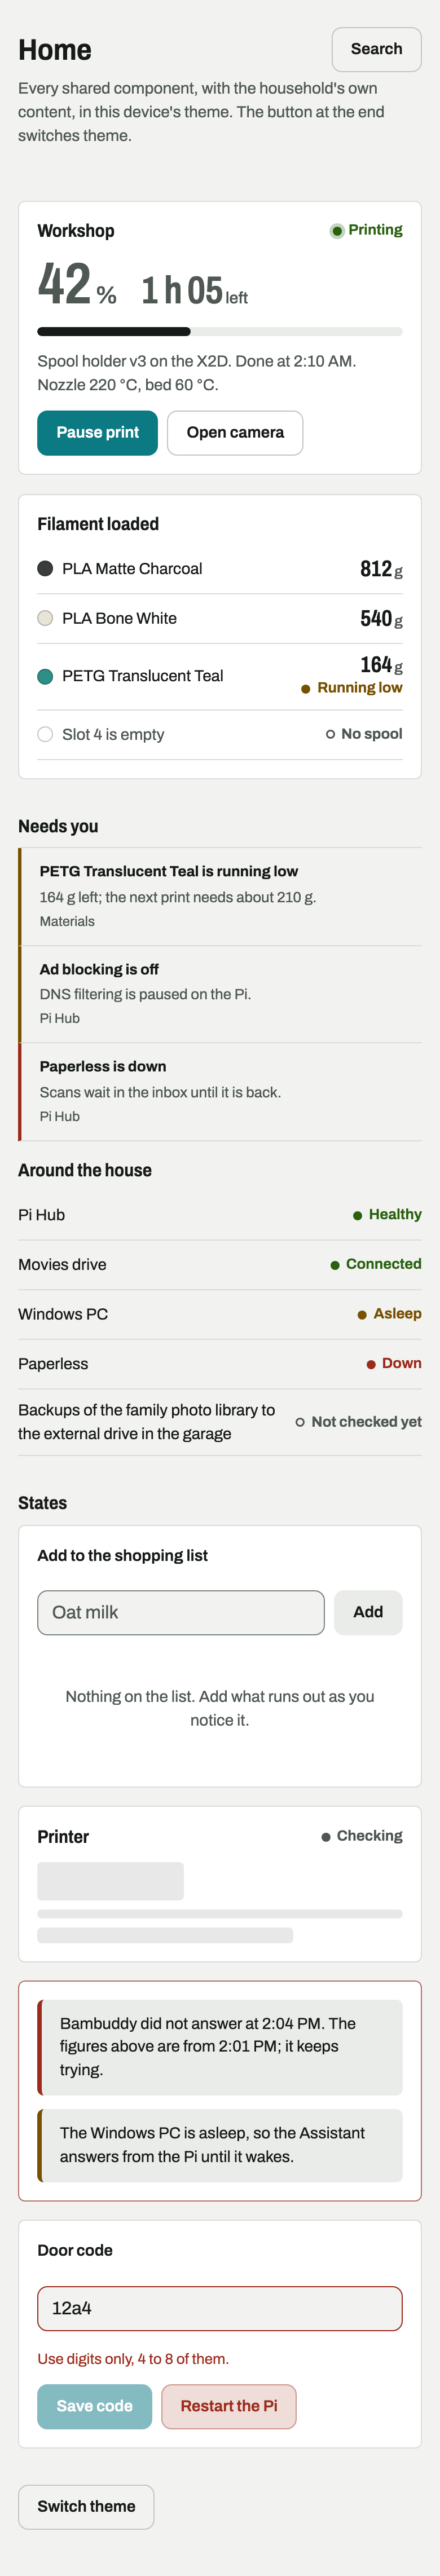 Home
Search
Every shared component, with the household's own
content, in this device's theme. The button at the end
switches theme.
Workshop
Printing
42 % 1 h 05 left
Spool holder v3 on the X2D. Done at 2:10 AM.
Nozzle 220 °C, bed 60 °C.
Pause print
Open camera
Filament loaded
PLA Matte Charcoal
812 g
PLA Bone White
540 g
PETG Translucent Teal
164 g
Running low
Slot 4 is empty
No spool
Needs you
PETG Translucent Teal is running low
164 g left; the next print needs about 210 g.
Materials
Ad blocking is off
DNS filtering is paused on the Pi.
Pi Hub
Paperless is down
Scans wait in the inbox until it is back.
Pi Hub
Around the house
Pi Hub
Healthy
Movies drive
Connected
Windows PC
Asleep
Paperless
Down
Backups of the family photo library to
the external drive in the garage
Not checked yet
States
Add to the shopping list
Oat milk
Add
Nothing on the list. Add what runs out as you
notice it.
Printer
Checking
Bambuddy did not answer at 2:04 PM. The
figures above are from 2:01 PM; it keeps
trying.
The Windows PC is asleep, so the Assistant
answers from the Pi until it wakes.
Door code
12a4
Use digits only, 4 to 8 of them.
Save code
Restart the Pi
Switch theme